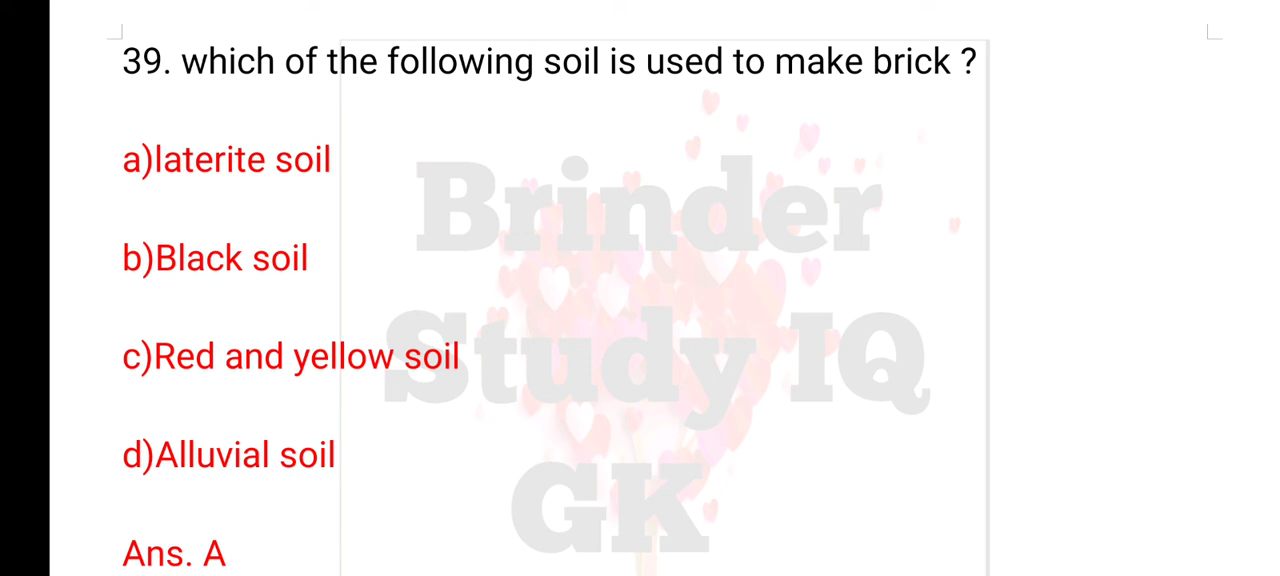 39. which of the following soil is used to make brick ?
a)laterite soil
b)Black soil
c)Red and yellow soil
d)Alluvial soil
Ans. A
Brinder
Study IQ
GK